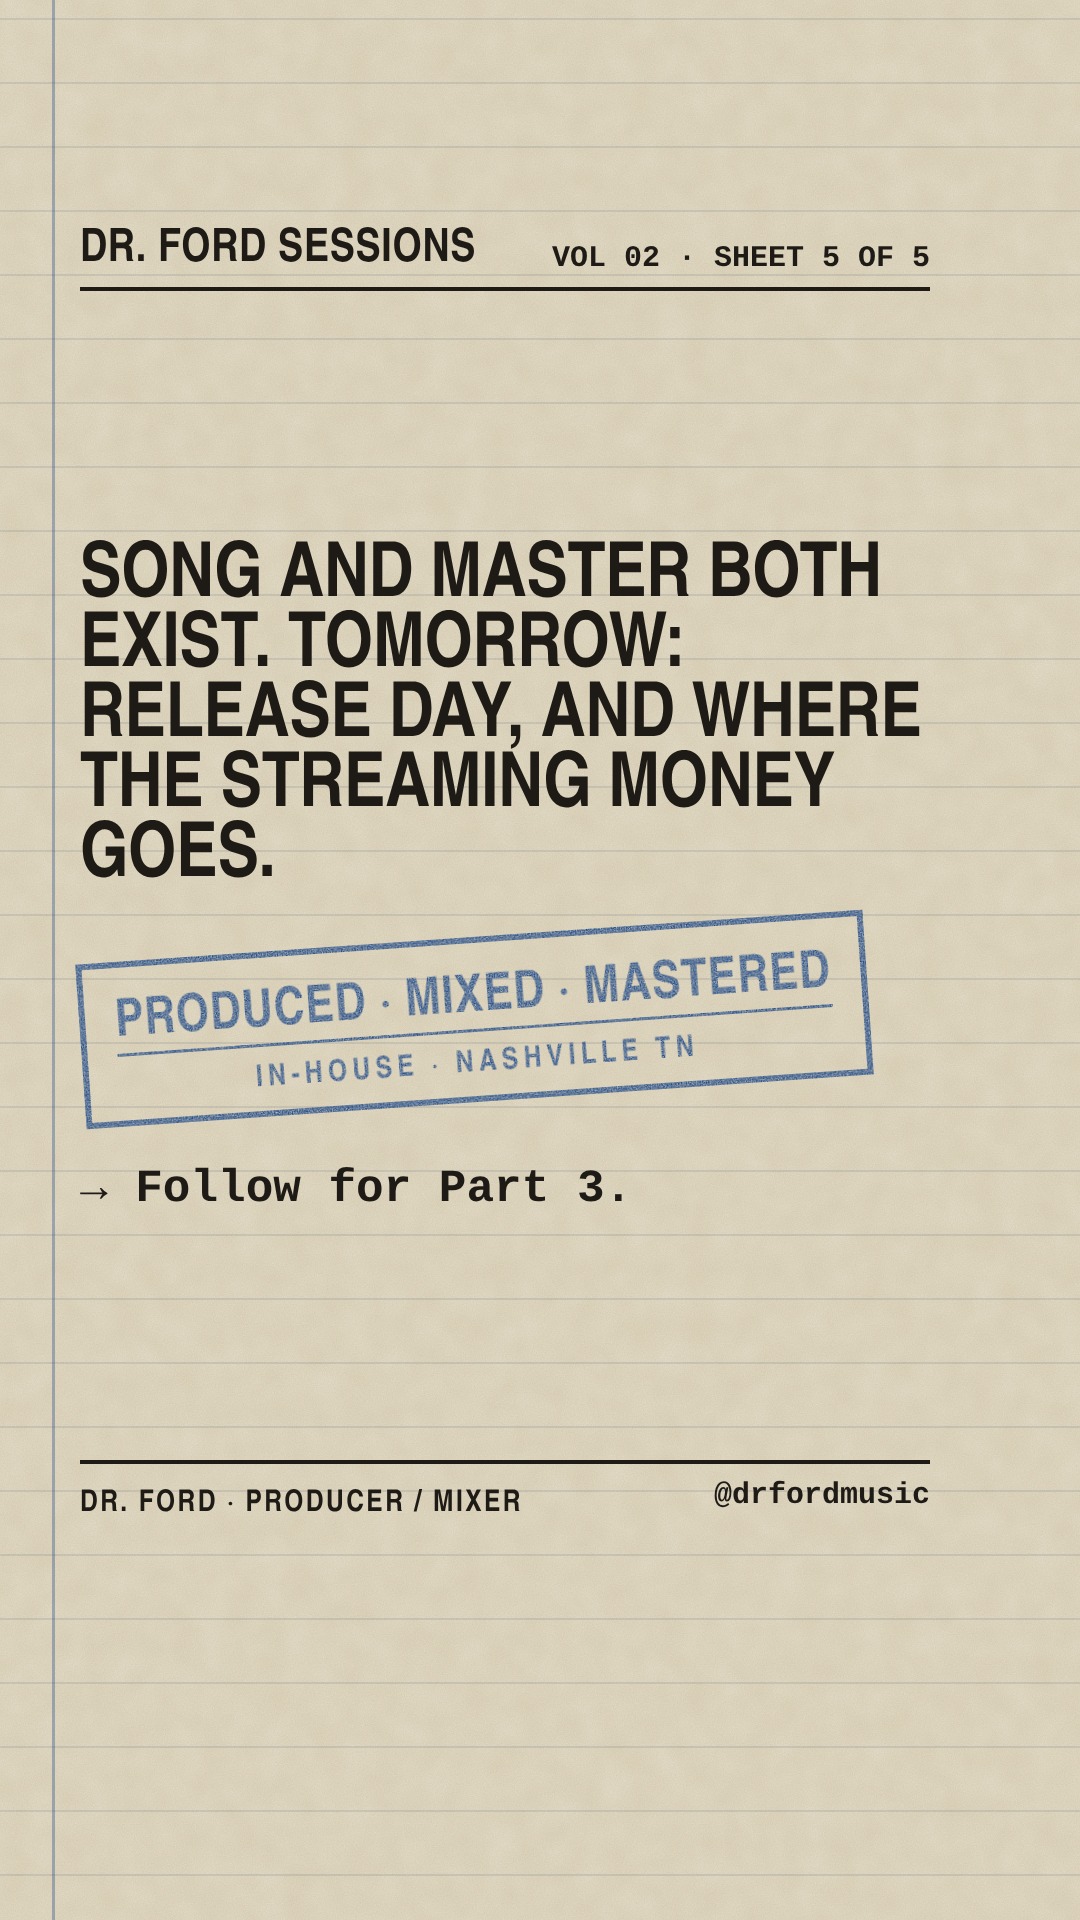 DR. FORD SESSIONS
VOL 02 · SHEET 5 OF 5
SONG AND MASTER BOTH
EXIST. TOMORROW:
RELEASE DAY, AND WHERE
THE STREAMING MONEY
GOES.
PRODUCED · MIXED · MASTERED
IN-HOUSE · NASHVILLE TN
→ Follow for Part 3.
DR. FORD · PRODUCER / MIXER
@drfordmusic